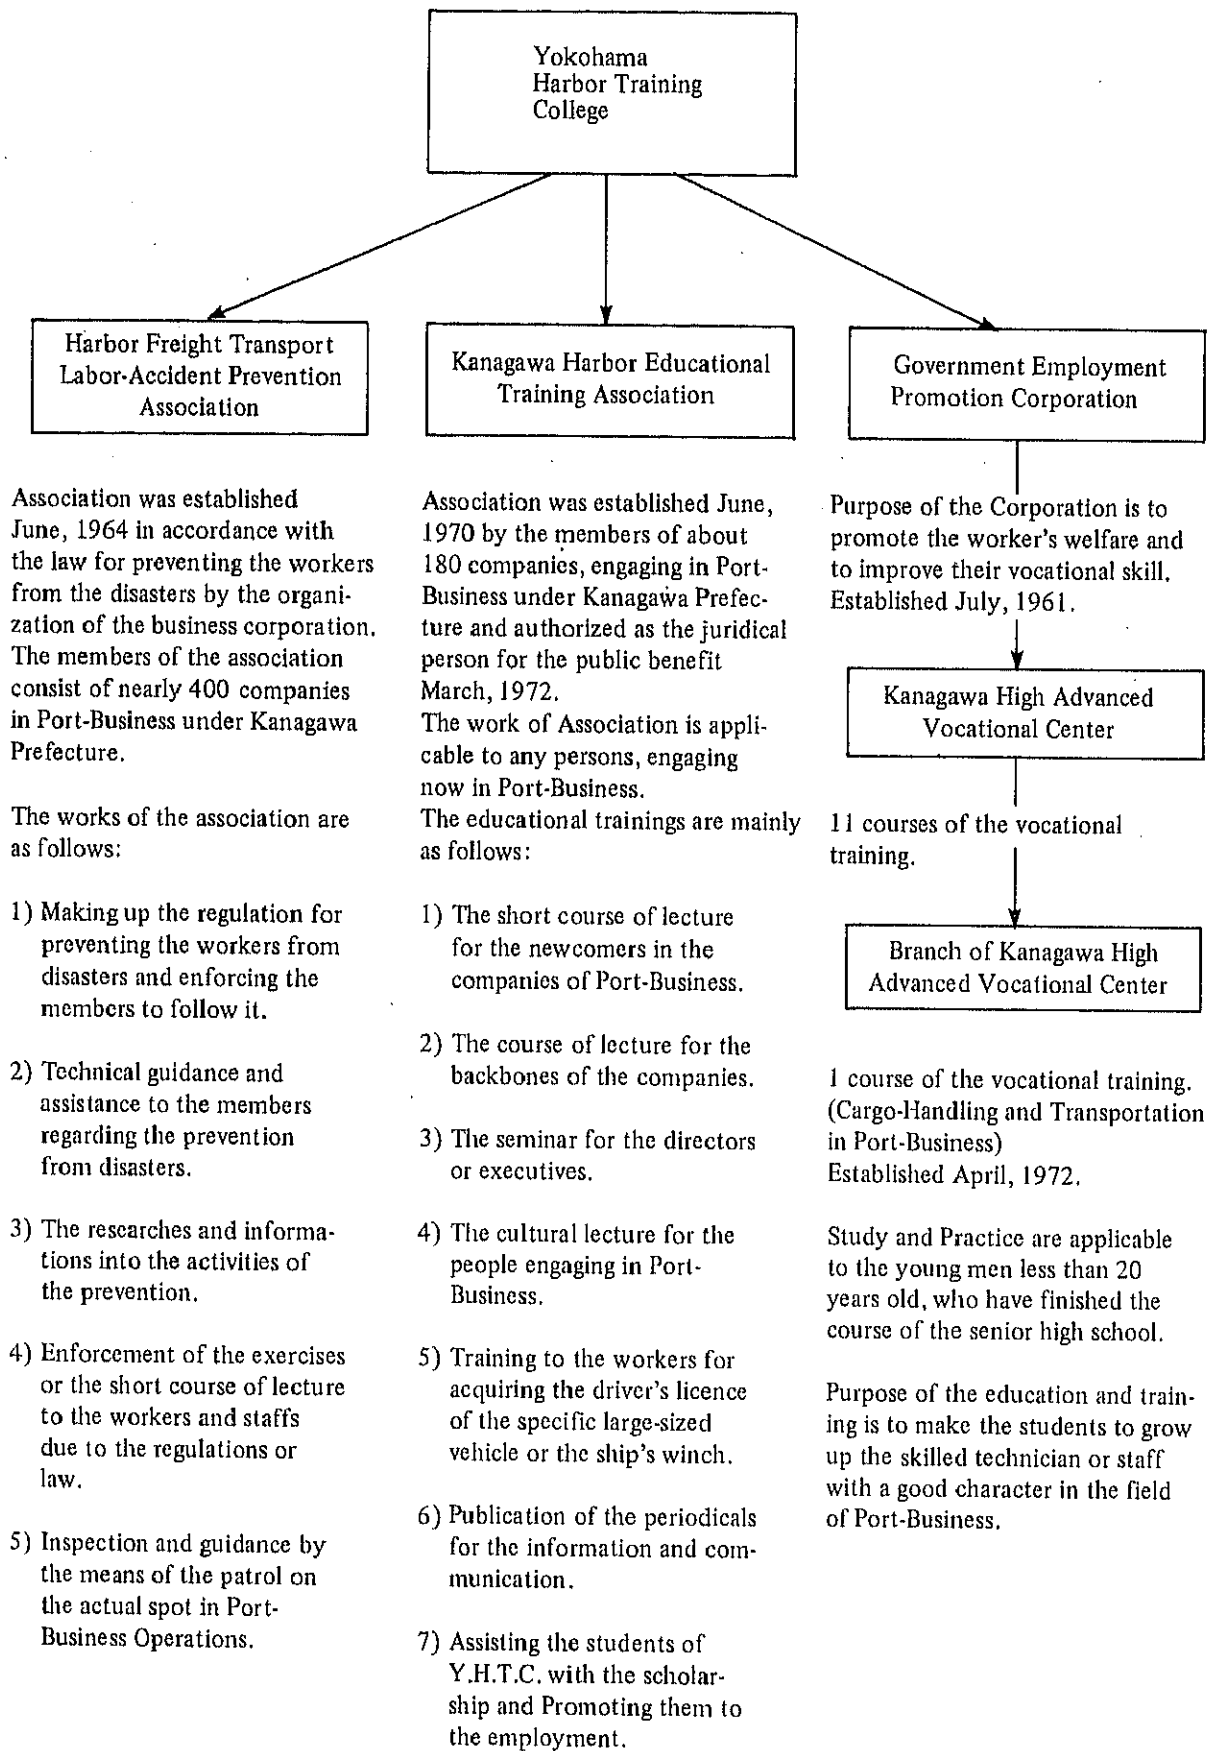 Yokohama
Harbor Training
College
Harbor Freight Transport
Labor-Accident Prevention
Association
Kanagawa Harbor Educational
Training Association
Government Employment
Promotion Corporation
Association was established
June, 1964 in accordance with
the law for preventing the workers
from the disasters by the organi-
zation of the business corporation.
The members of the association
consist of nearly 400 companies
in Port-Business under Kanagawa
Prefecture.
The works of the association are
as follows:
1) Making up the regulation for
preventing the workers from
disasters and enforcing the
members to follow it.
2) Technical guidance and
assistance to the members
regarding the prevention
from disasters.
3) The researches and informa-
tions into the activities of
the prevention.
4) Enforcement of the exercises
or the short course of lecture
to the workers and staffs
due to the regulations or
law.
5) Inspection and guidance by
the means of the patrol on
the actual spot in Port-
Business Operations.
Association was established June,
1970 by the members of about
180 companies, engaging in Port-
Business under Kanagawa Prefec-
ture and authorized as the juridical
person for the public benefit
March, 1972.
The work of Association is appli-
cable to any persons, engaging
now in Port-Business.
The educational trainings are mainly
as follows:
1) The short course of lecture
for the newcomers in the
companies of Port-Business.
2) The course of lecture for the
backbones of the companies.
3) The seminar for the directors
or executives.
4) The cultural lecture for the
people engaging in Port-
Business.
5) Training to the workers for
acquiring the driver's licence
of the specific large-sized
vehicle or the ship's winch.
6) Publication of the periodicals
for the information and com-
munication.
7) Assisting the students of
Y.H.T.C. with the scholar-
ship and Promoting them to
the employment.
Purpose of the Corporation is to
promote the worker's welfare and
to improve their vocational skill.
Established July, 1961.
Kanagawa High Advanced
Vocational Center
11 courses of the vocational
training.
Branch of Kanagawa High
Advanced Vocational Center
1 course of the vocational training.
(Cargo-Handling and Transportation
in Port-Business)
Established April, 1972.
Study and Practice are applicable
to the young men less than 20
years old, who have finished the
course of the senior high school.
Purpose of the education and train-
ing is to make the students to grow
up the skilled technician or staff
with a good character in the field
of Port-Business.